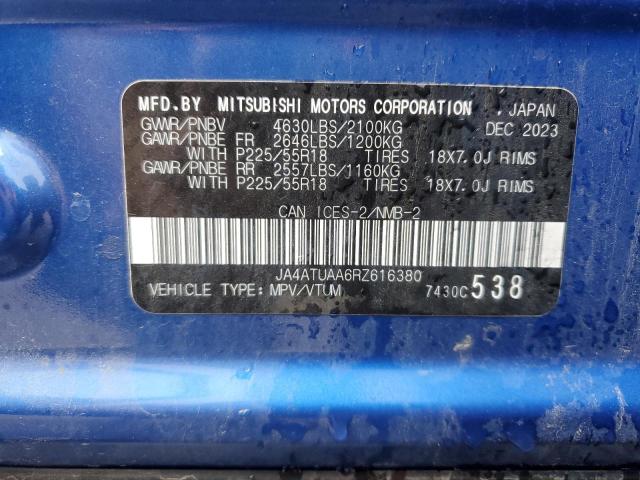 MFD.BY MITSUBISHI MOTORS CORPORATION , JAPAN
GVWR/PNBV 4630LBS/2100KG DEC 2023
GAWR/PNBE FR 2646LBS/1200KG
WITH P225/55R18 TIRES 18X7.0J RIMS
GAWR/PNBE RR 2557LBS/1160KG
WITH P225/55R18 TIRES 18X7.0J RIMS
CAN ICES-2/NMB-2
JA4ATUAA6RZ616380
VEHICLE TYPE: MPV/VTUM 7430C 538